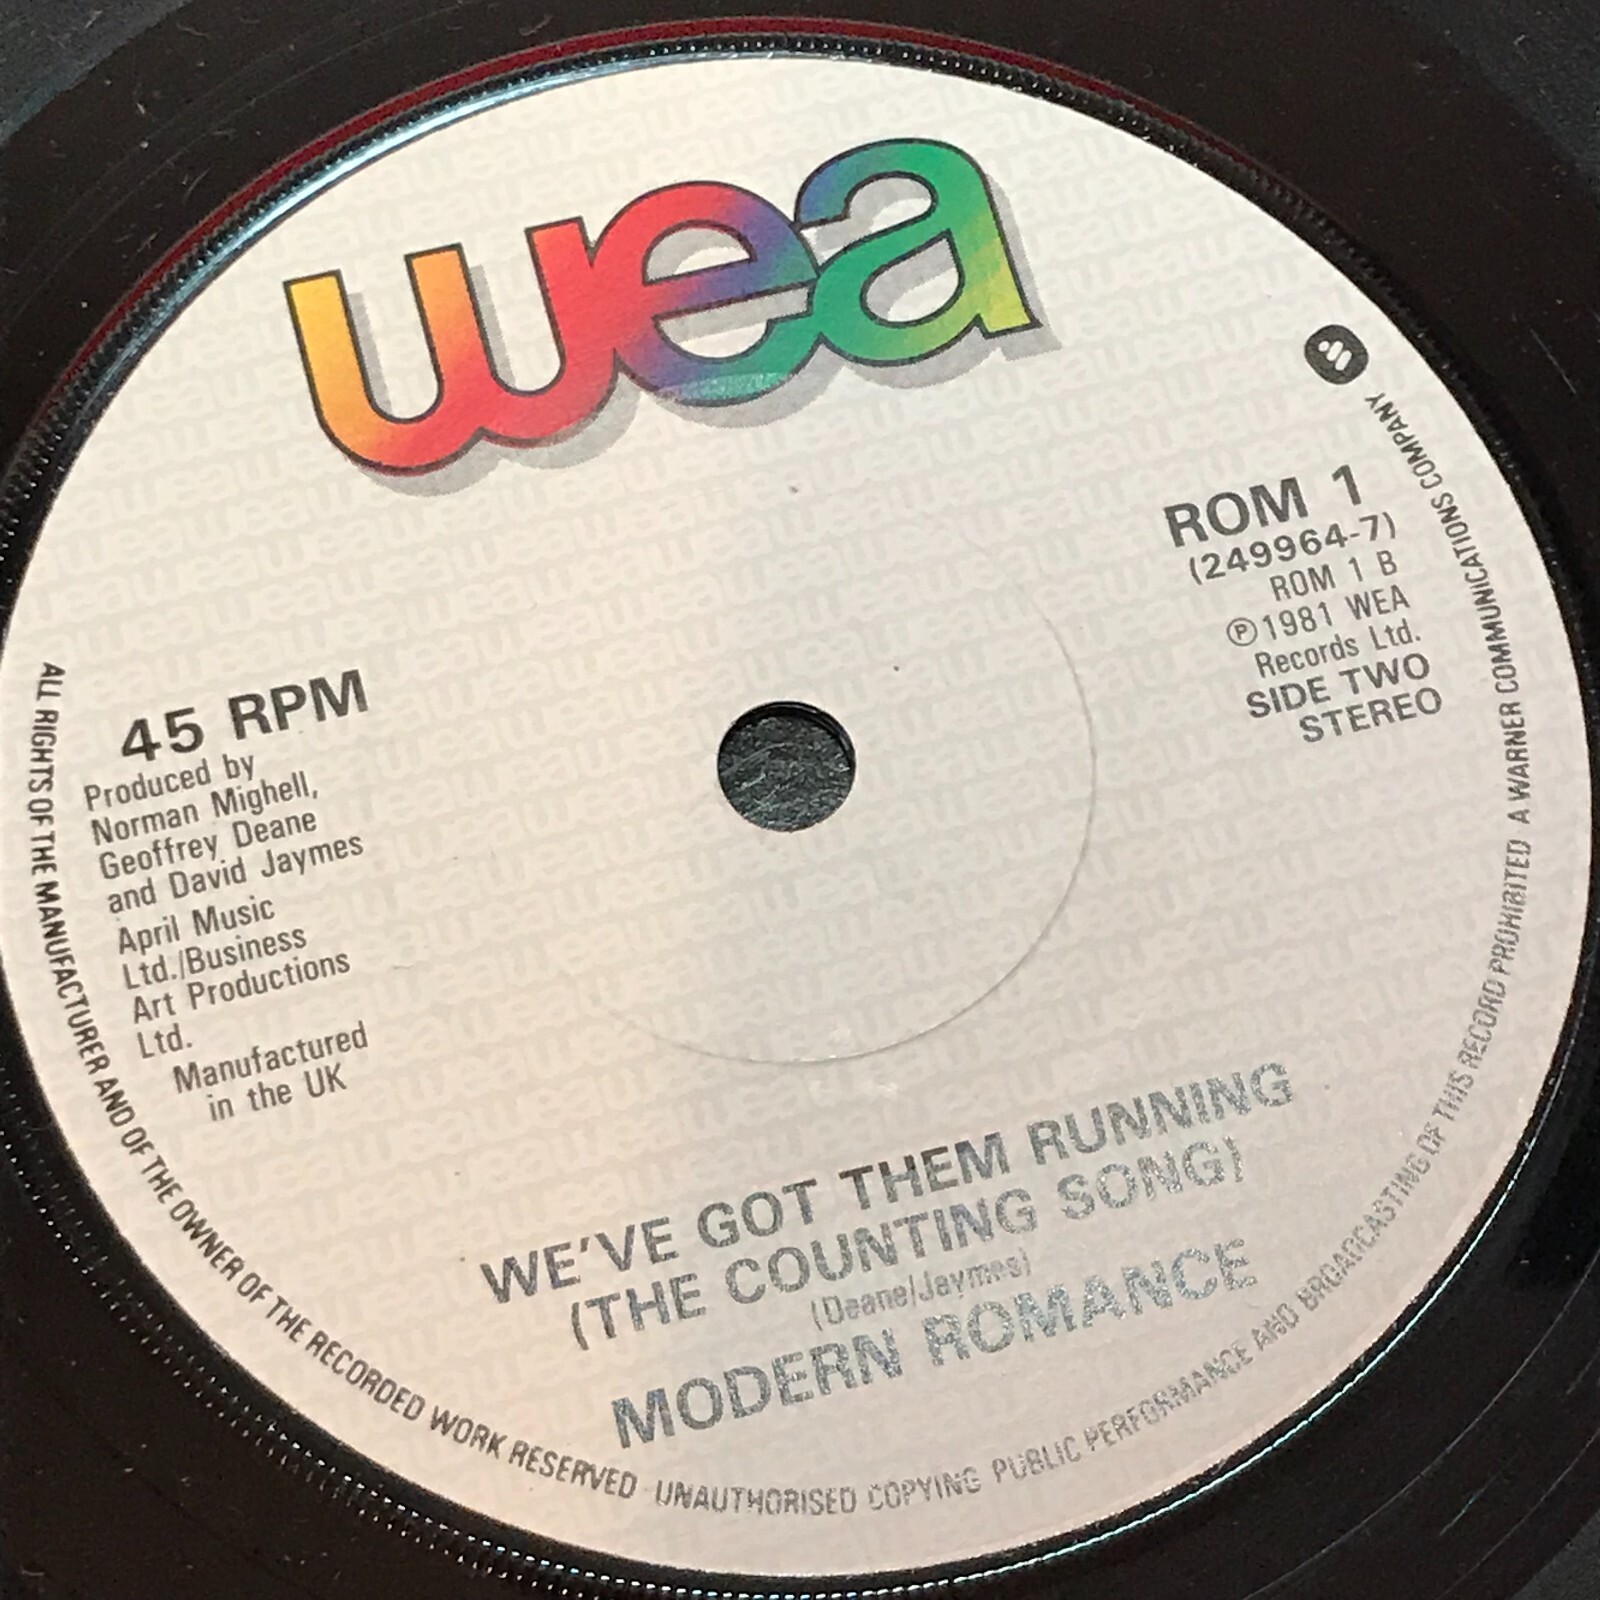 wea
ROM 1
(249964-7)
ROM 1 B
℗1981 WEA
Records Ltd.
SIDE TWO
STEREO
45 RPM
Produced by
Norman Mighell,
Geoffrey Deane
and David Jaymes
April Music
Ltd./Business
Art Productions
Ltd.
Manufactured
in the UK
WE'VE GOT THEM RUNNING
(THE COUNTING SONG)
(Deane/Jaymes)
MODERN ROMANCE
ALL RIGHTS OF THE MANUFACTURER AND OF THE OWNER OF THE RECORDED WORK RESERVED UNAUTHORISED COPYING PUBLIC PERFORMANCE AND BROADCASTING OF THIS RECORD PROHIBITED A WARNER COMMUNICATIONS COMPANY